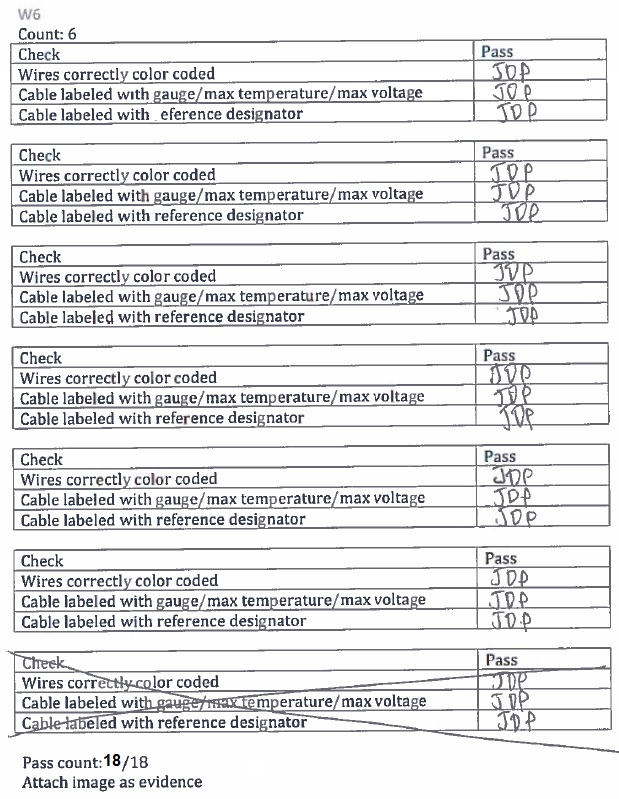 W6
Count: 6
Check Pass
Wires correctly color coded JDP
Cable labeled with gauge/max temperature/max voltage JDP
Cable labeled with eference designator JDP
Check Pass
Wires correctly color coded JDP
Cable labeled with gauge/max temperature/max voltage JDP
Cable labeled with reference designator JDP
Check Pass
Wires correctly color coded JDP
Cable labeled with gauge/max temperature/max voltage JDP
Cable labeled with reference designator JDP
Check Pass
Wires correctly color coded JDP
Cable labeled with gauge/max temperature/max voltage JDP
Cable labeled with reference designator JDP
Check Pass
Wires correctly color coded JDP
Cable labeled with gauge/max temperature/max voltage JDP
Cable labeled with reference designator JDP
Check Pass
Wires correctly color coded JDP
Cable labeled with gauge/max temperature/max voltage JDP
Cable labeled with reference designator JDP
Check Pass
Wires correctly color coded JDP
Cable labeled with gauge/max temperature/max voltage JDP
Cable labeled with reference designator JDP
Pass count:18/18
Attach image as evidence